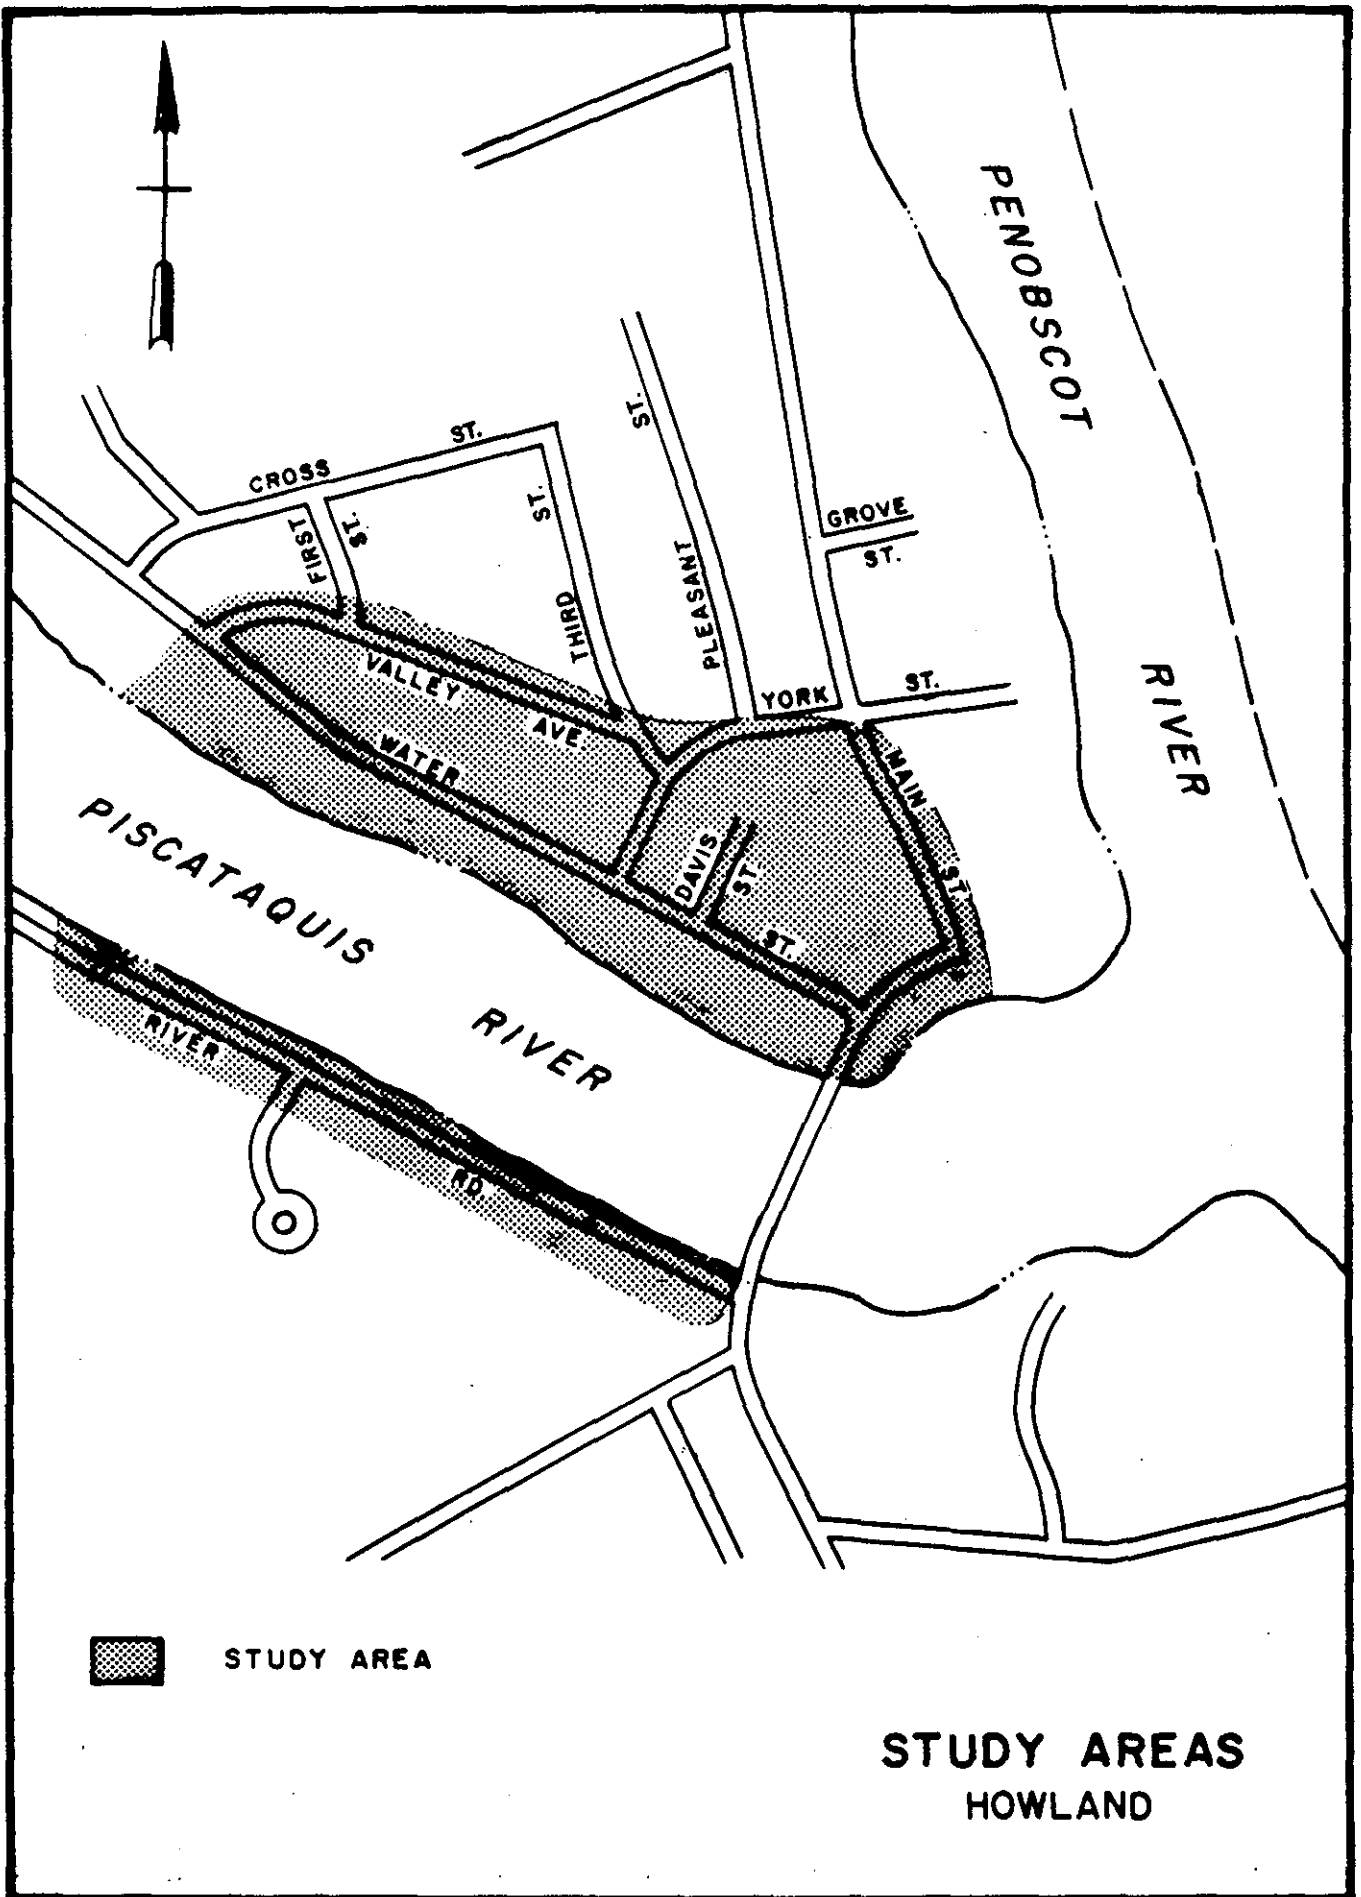 PENOBSCOT
RIVER
CROSS ST.
FIRST ST.
THIRD ST.
PLEASANT ST.
GROVE
ST.
YORK ST.
VALLEY AVE
WATER ST.
MAIN ST.
DAVIS ST.
PISCATAQUIS
RIVER
RIVER RD.
STUDY AREA
STUDY AREAS
HOWLAND